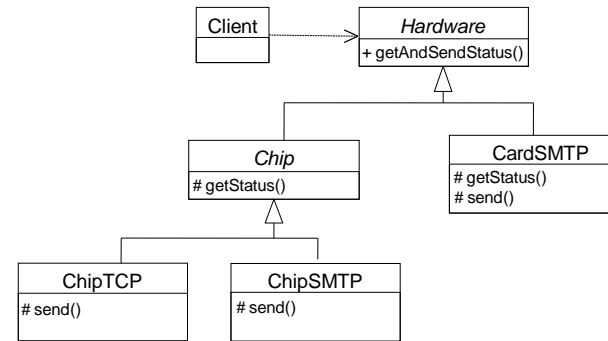 Client
Hardware
+ getAndSendStatus()
Chip
# getStatus()
CardSMTP
# getStatus()
# send()
ChipTCP
# send()
ChipSMTP
# send()